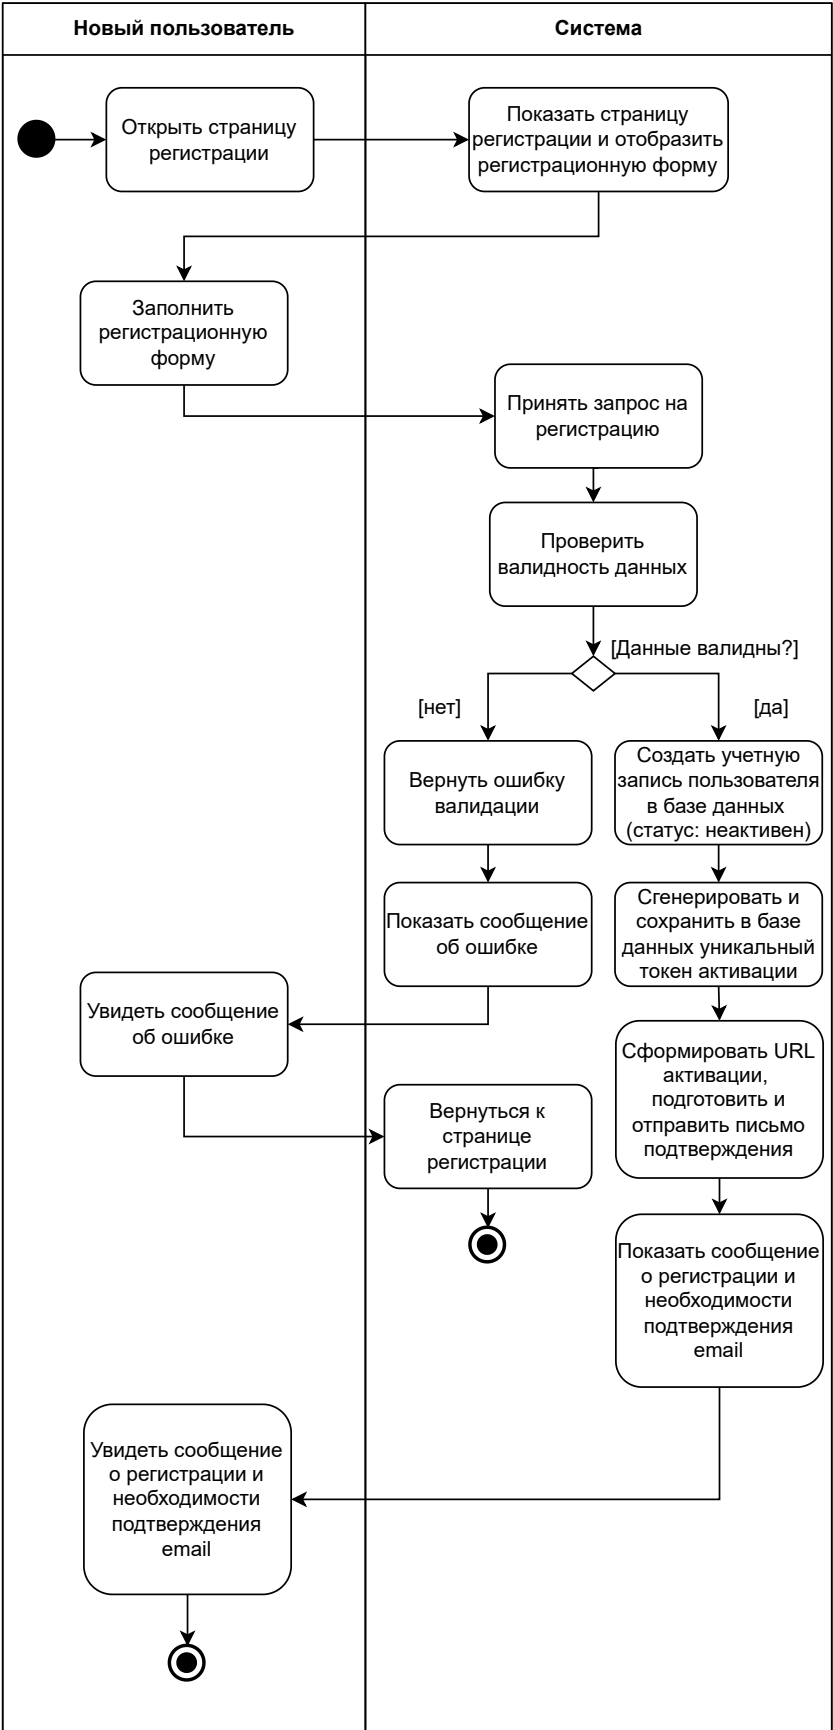 Новый пользователь
Система
Открыть страницу
регистрации
Показать страницу
регистрации и отобразить
регистрационную форму
Заполнить
регистрационную
форму
Принять запрос на
регистрацию
Проверить
валидность данных
[Данные валидны?]
[нет]
[да]
Вернуть ошибку
валидации
Создать учетную
запись пользователя
в базе данных
(статус: неактивен)
Показать сообщение
об ошибке
Сгенерировать и
сохранить в базе
данных уникальный
токен активации
Увидеть сообщение
об ошибке
Сформировать URL
активации,
подготовить и
отправить письмо
подтверждения
Вернуться к
странице
регистрации
Показать сообщение
о регистрации и
необходимости
подтверждения
email
Увидеть сообщение
о регистрации и
необходимости
подтверждения
email